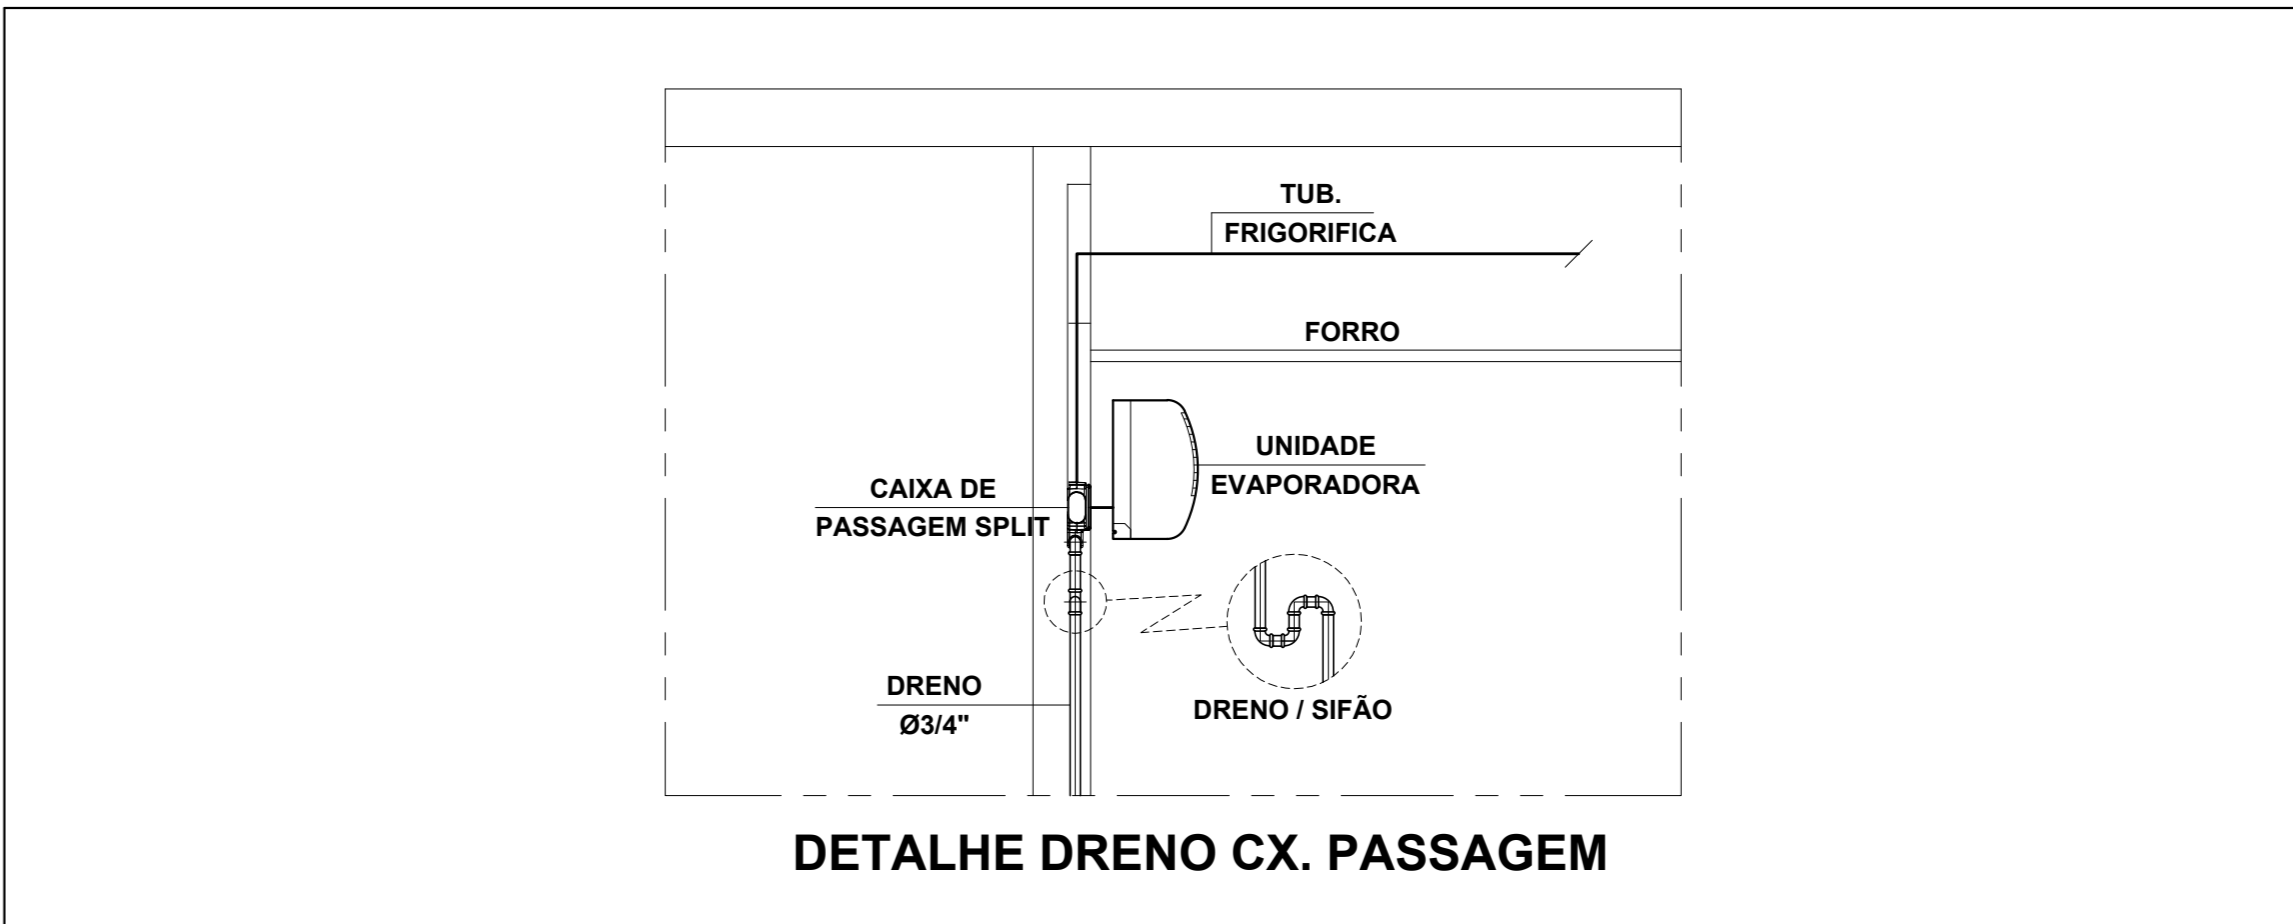 TUB.
FRIGORIFICA
FORRO
UNIDADE
EVAPORADORA
CAIXA DE
PASSAGEM SPLIT
DRENO
Ø3/4"
DRENO / SIFÃO
DETALHE DRENO CX. PASSAGEM